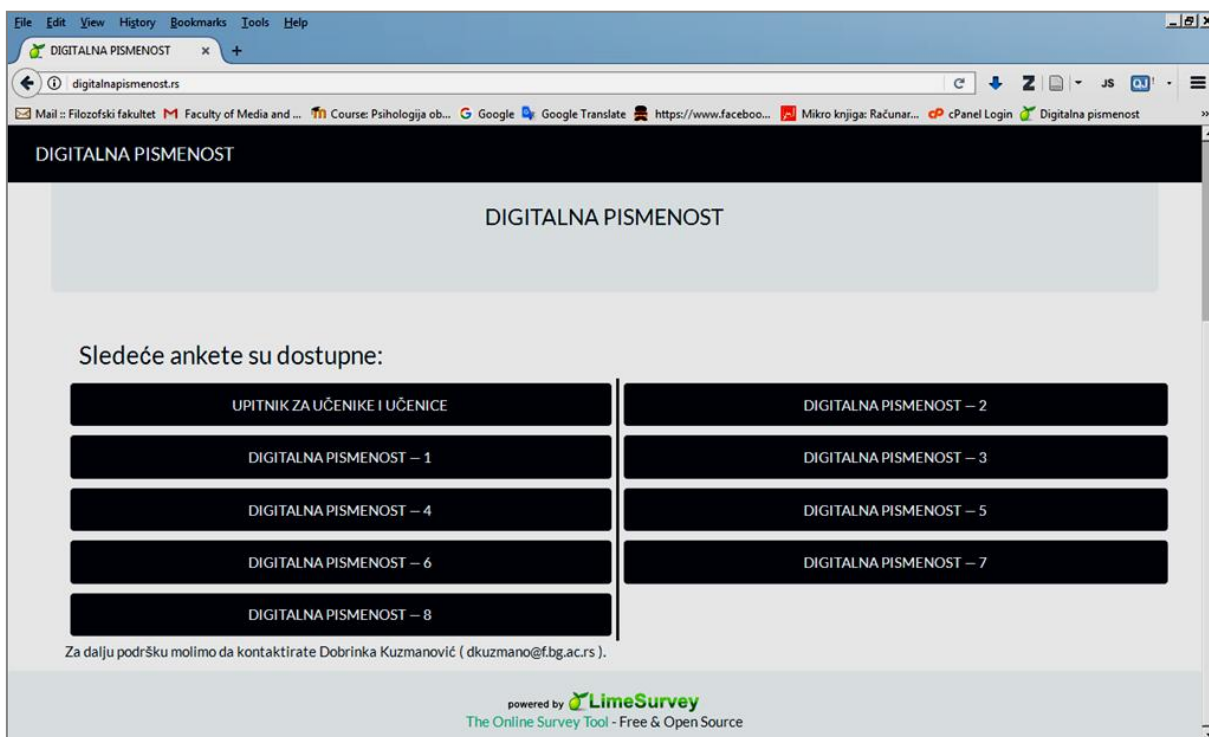 File Edit View History Bookmarks Tools Help
DIGITALNA PISMENOST × +
digitalnapismenost.rs
Mail :: Filozofski fakultet Faculty of Media and ... Course: Psihologija ob... Google Google Translate https://www.faceboo... Mikro knjiga: Računar... cPanel Login Digitalna pismenost »
DIGITALNA PISMENOST
DIGITALNA PISMENOST
Sledeće ankete su dostupne:
UPITNIK ZA UČENIKE I UČENICE
DIGITALNA PISMENOST — 2
DIGITALNA PISMENOST — 1
DIGITALNA PISMENOST — 3
DIGITALNA PISMENOST — 4
DIGITALNA PISMENOST — 5
DIGITALNA PISMENOST — 6
DIGITALNA PISMENOST — 7
DIGITALNA PISMENOST — 8
Za dalju podršku molimo da kontaktirate Dobrinka Kuzmanović ( dkuzmano@f.bg.ac.rs ).
powered by LimeSurvey
The Online Survey Tool - Free & Open Source